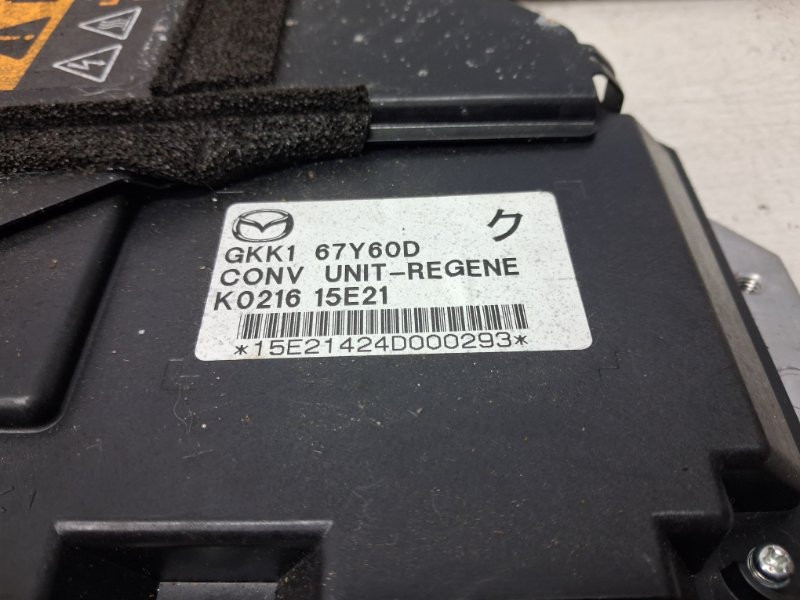 GKK1 67Y60D ク
CONV UNIT-REGENE
K0216 15E21
*15E21424D000293*